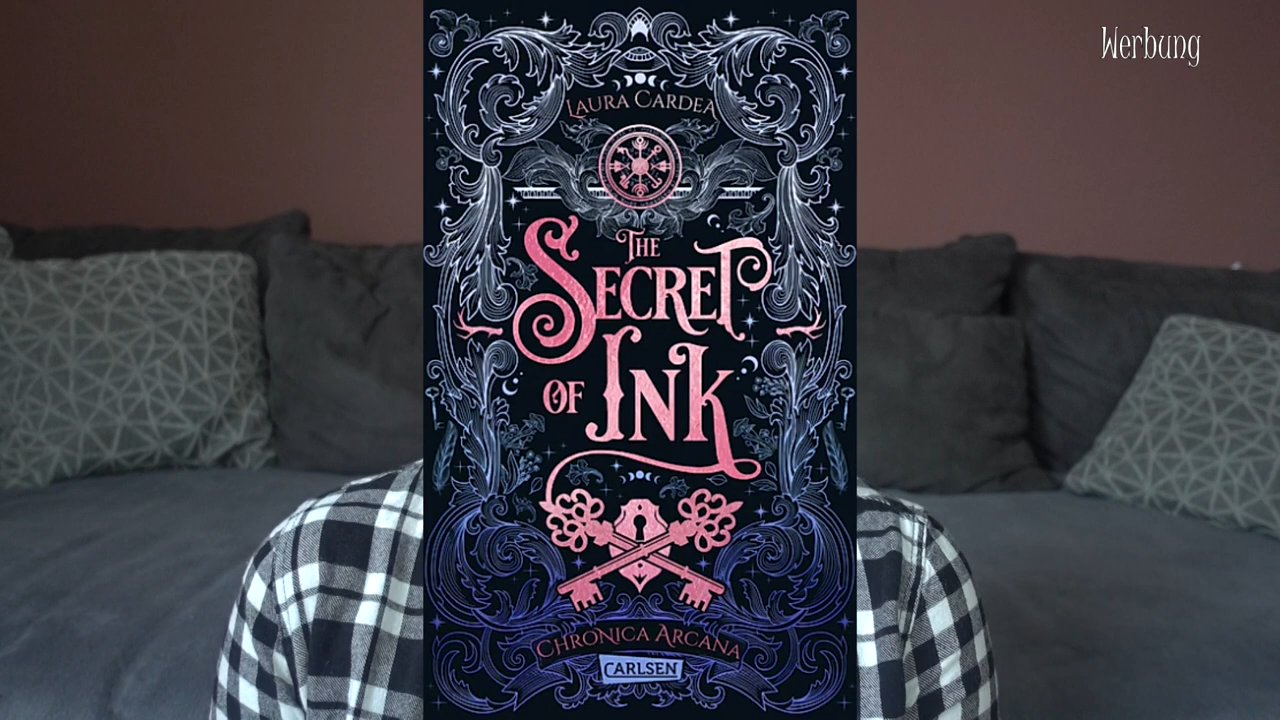 Werbung
LAURA CARDEA
THE
SECRET
OF INK
CHRONICA ARCANA
CARLSEN